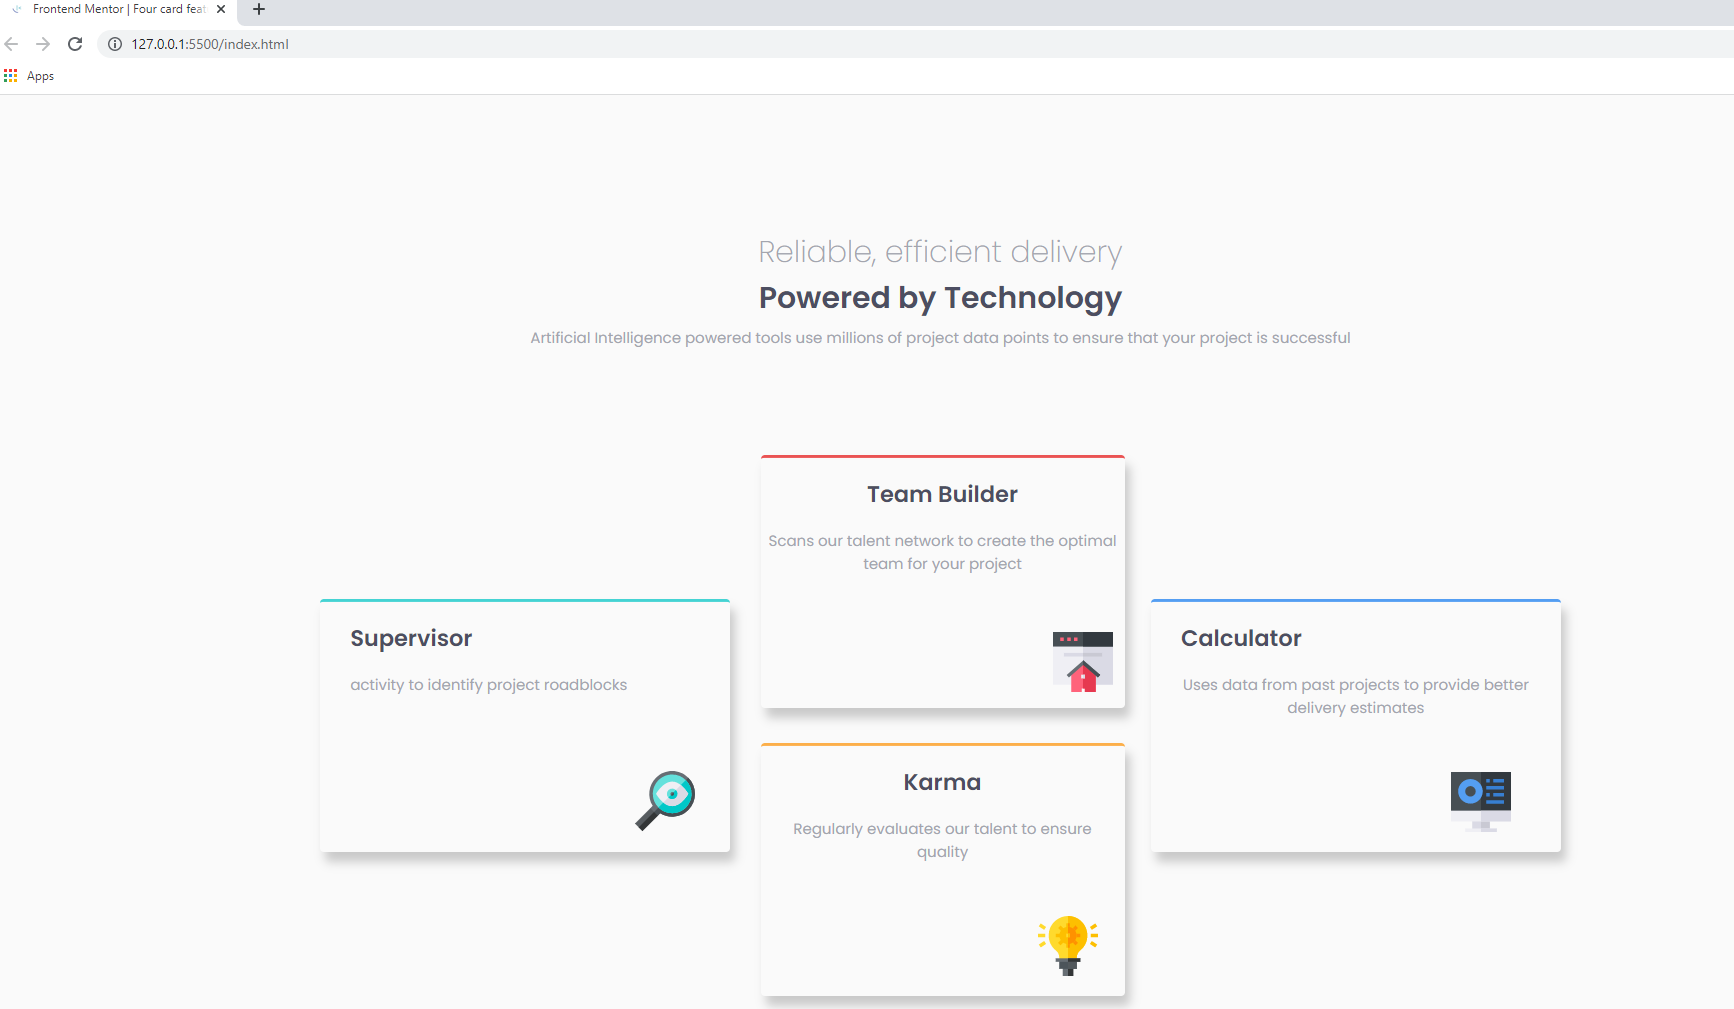 Frontend Mentor | Four card feat
127.0.0.1:5500/index.html
Apps
Reliable, efficient delivery
Powered by Technology
Artificial Intelligence powered tools use millions of project data points to ensure that your project is successful
Team Builder
Scans our talent network to create the optimal
team for your project
Supervisor
activity to identify project roadblocks
Calculator
Uses data from past projects to provide better
delivery estimates
Karma
Regularly evaluates our talent to ensure
quality